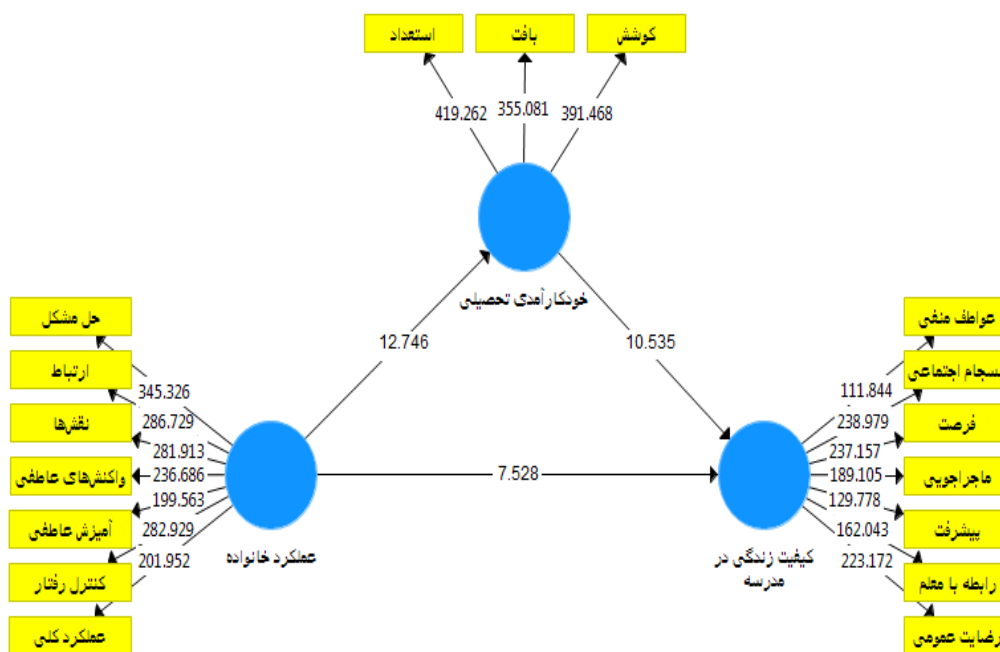 استعداد
بافت
کوشش
419.262
355.081
391.468
خودکارآمدی تحصیلی
12.746
10.535
7.528
حل مشکل
ارتباط
نقش‌ها
واکنش‌های عاطفی
آمیزش عاطفی
کنترل رفتار
عملکرد کلی
345.326
286.729
281.913
236.686
199.563
282.929
201.952
عملکرد خانواده
کیفیت زندگی در
مدرسه
111.844
238.979
237.157
189.105
129.778
162.043
223.172
عواطف منفی
نسجام اجتماعی
فرصت
ماجراجویی
پیشرفت
رابطه با معلم
رضایت عمومی